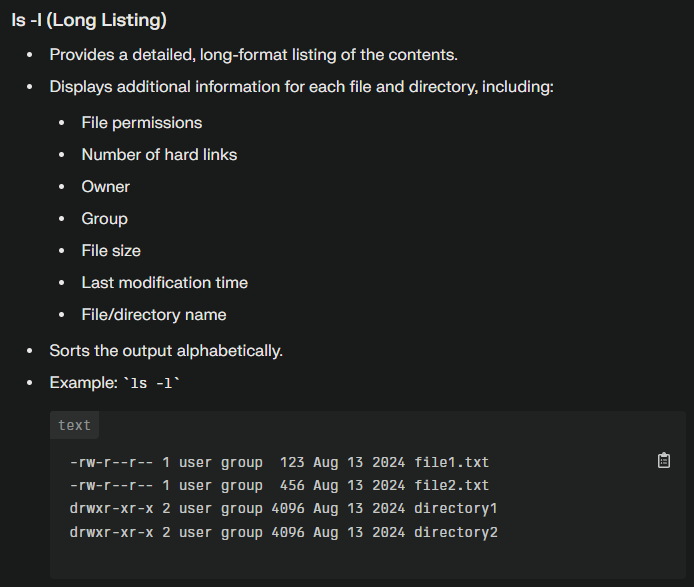 ls -l (Long Listing)
• Provides a detailed, long-format listing of the contents.
• Displays additional information for each file and directory, including:
• File permissions
• Number of hard links
• Owner
• Group
• File size
• Last modification time
• File/directory name
• Sorts the output alphabetically.
• Example: `ls -l`
text
-rw-r--r-- 1 user group  123 Aug 13 2024 file1.txt
-rw-r--r-- 1 user group  456 Aug 13 2024 file2.txt
drwxr-xr-x 2 user group 4096 Aug 13 2024 directory1
drwxr-xr-x 2 user group 4096 Aug 13 2024 directory2